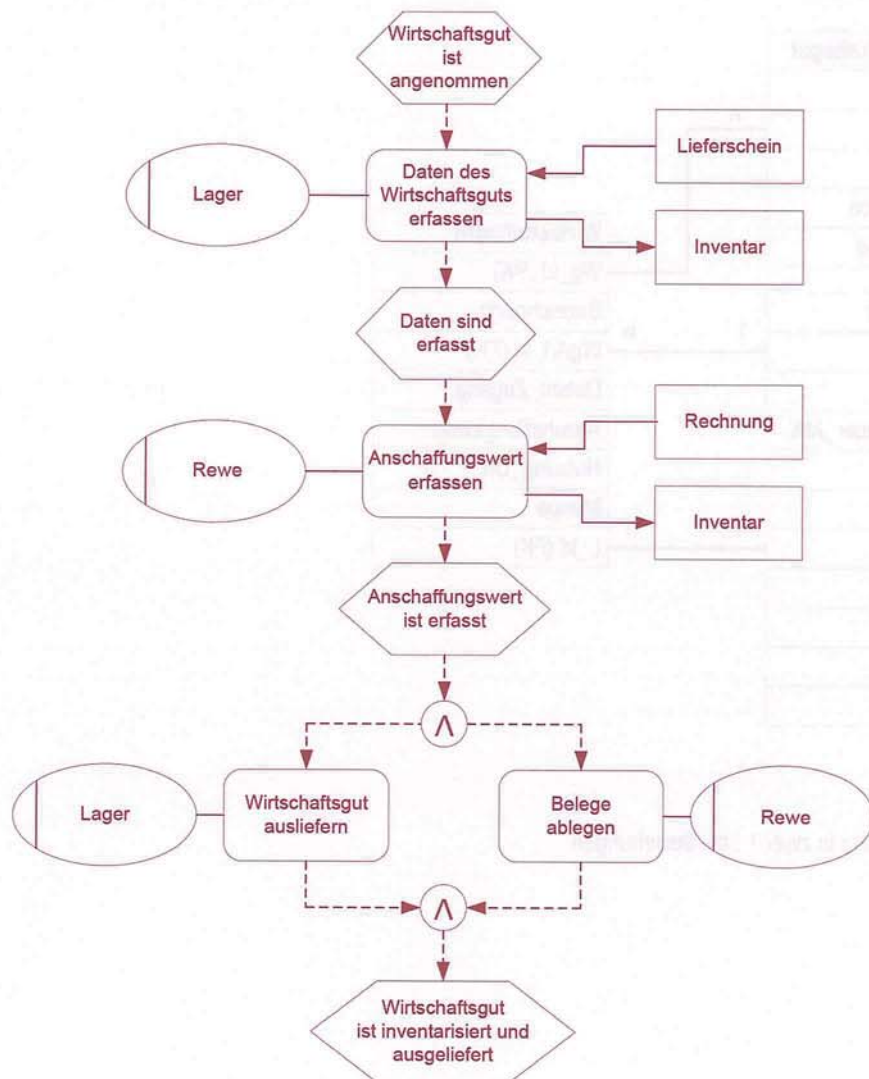 Wirtschaftsgut
ist
angenommen
Lager
Daten des
Wirtschaftsguts
erfassen
Lieferschein
Inventar
Daten sind
erfasst
Rewe
Anschaffungswert
erfassen
Rechnung
Inventar
Anschaffungswert
ist erfasst
Λ
Lager
Wirtschaftsgut
ausliefern
Belege
ablegen
Rewe
Λ
Wirtschaftsgut
ist inventarisiert und
ausgeliefert